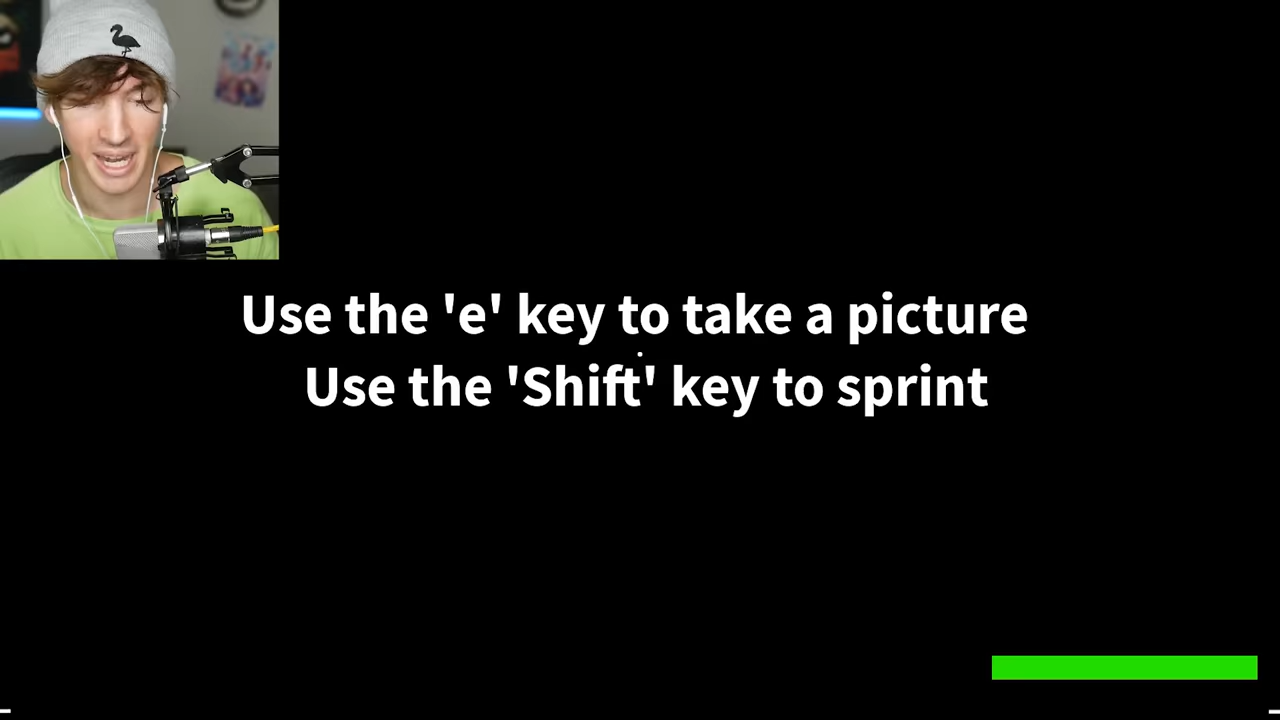 Use the 'e' key to take a picture
Use the 'Shift' key to sprint